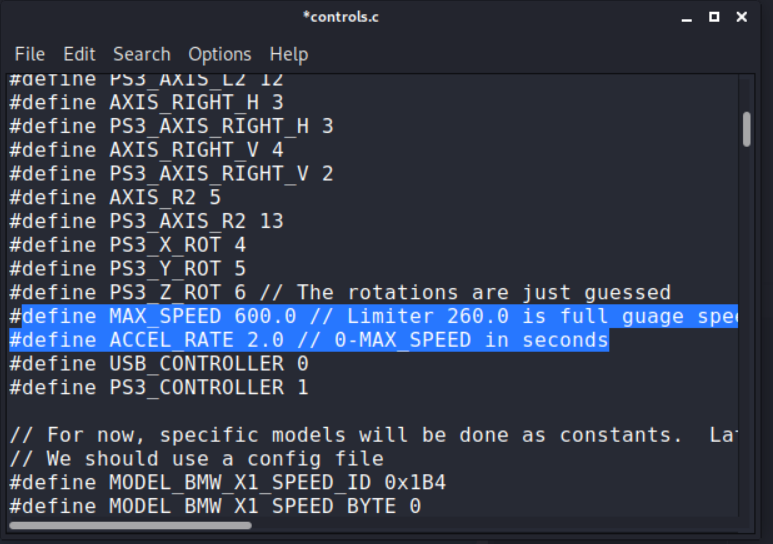 *controls.c
File Edit Search Options Help
#define PS3_AXIS_L2 12
#define AXIS_RIGHT_H 3
#define PS3_AXIS_RIGHT_H 3
#define AXIS_RIGHT_V 4
#define PS3_AXIS_RIGHT_V 2
#define AXIS_R2 5
#define PS3_AXIS_R2 13
#define PS3_X_ROT 4
#define PS3_Y_ROT 5
#define PS3_Z_ROT 6 // The rotations are just guessed
#define MAX_SPEED 600.0 // Limiter 260.0 is full guage spee
#define ACCEL_RATE 2.0 // 0-MAX_SPEED in seconds
#define USB_CONTROLLER 0
#define PS3_CONTROLLER 1

// For now, specific models will be done as constants.  Lat
// We should use a config file
#define MODEL_BMW_X1_SPEED_ID 0x1B4
#define MODEL_BMW_X1_SPEED_BYTE 0